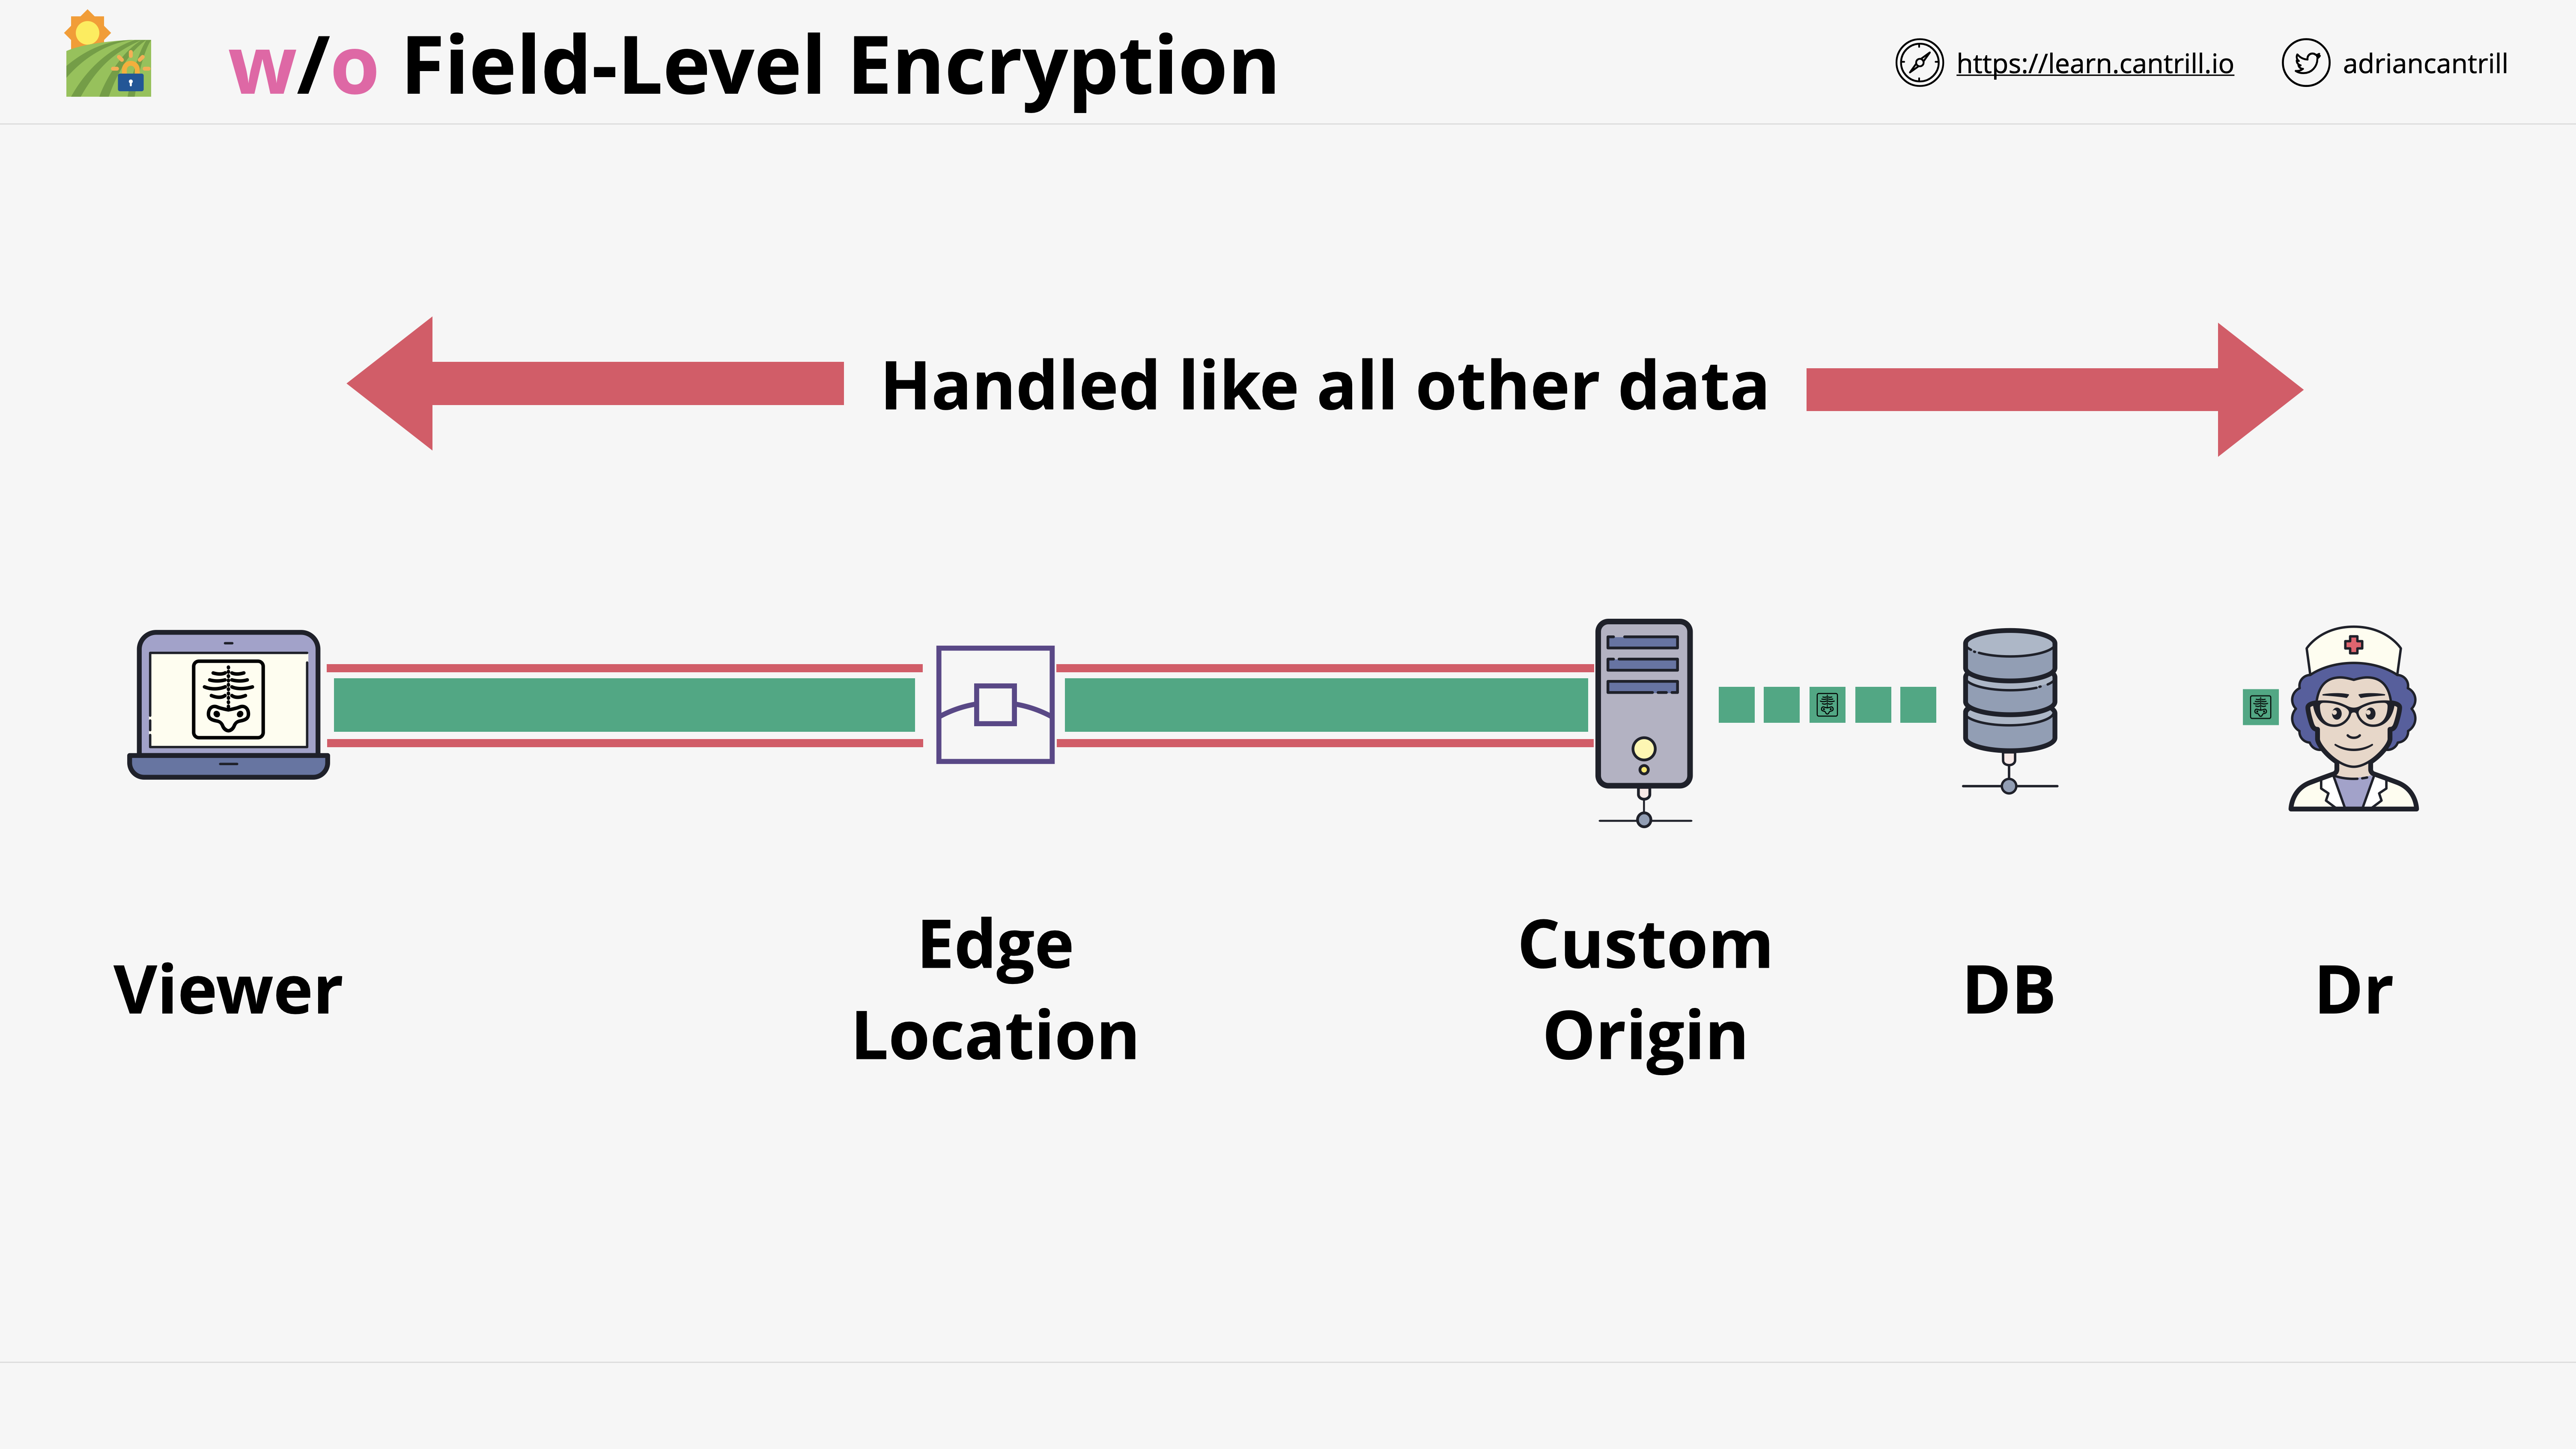 w/o Field-Level Encryption
https://learn.cantrill.io
adriancantrill
Handled like all other data
Viewer
Edge
Location
Custom
Origin
DB
Dr